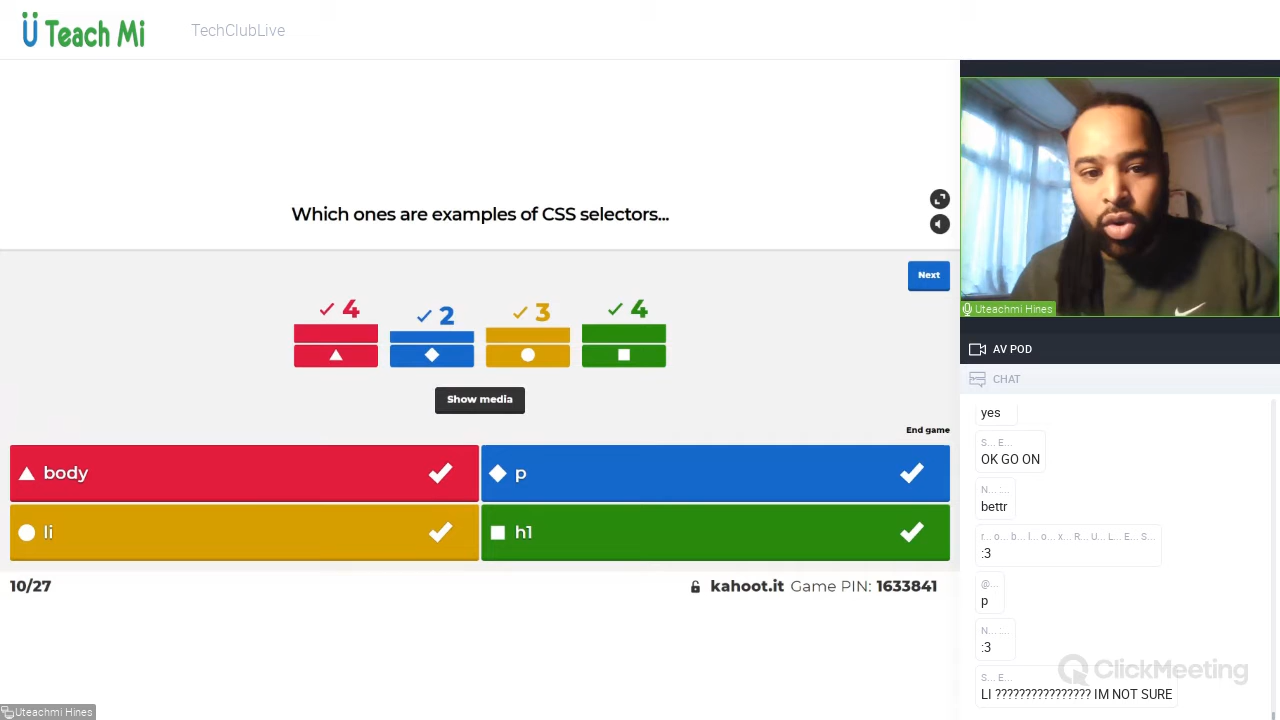 Ü Teach Mi
TechClubLive
Which ones are examples of CSS selectors...
Next
4
2
3
4
Show media
End game
body
p
li
h1
10/27
kahoot.it Game PIN: 1633841
Uteachmi Hines
Uteachmi Hines
AV POD
CHAT
yes
S... E...
OK GO ON
N... :...
bettr
r... o... b... l... o... x... R... U... L... E... S...
:3
@...
p
N... :...
:3
S... E...
LI ???????????????? IM NOT SURE
ClickMeeting